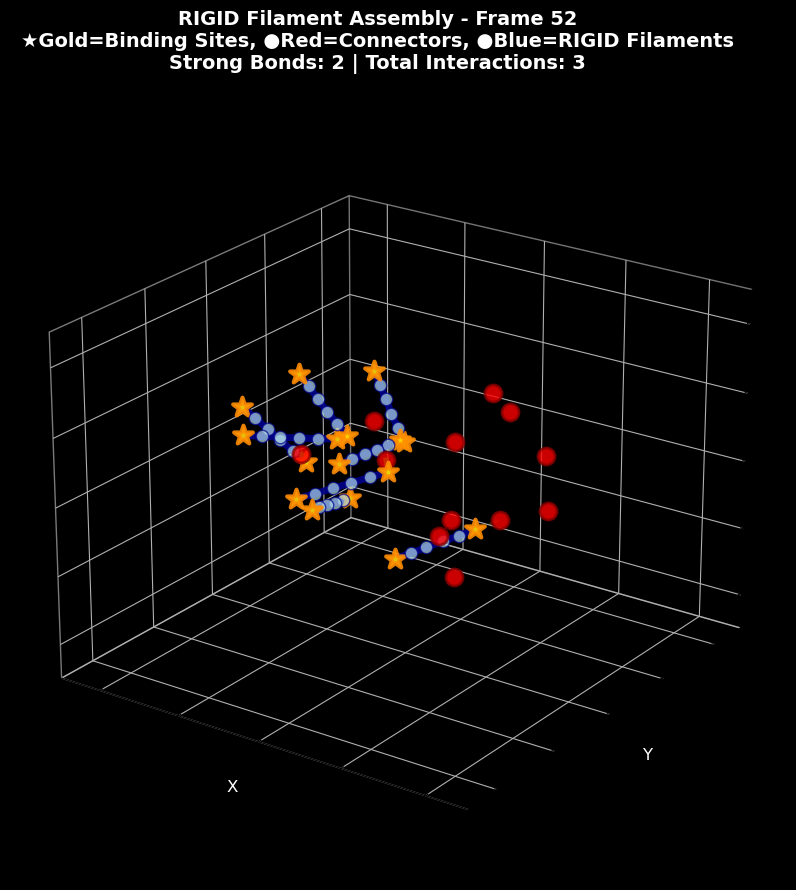 RIGID Filament Assembly - Frame 52
★Gold=Binding Sites, ●Red=Connectors, ●Blue=RIGID Filaments
Strong Bonds: 2 | Total Interactions: 3
Y
X